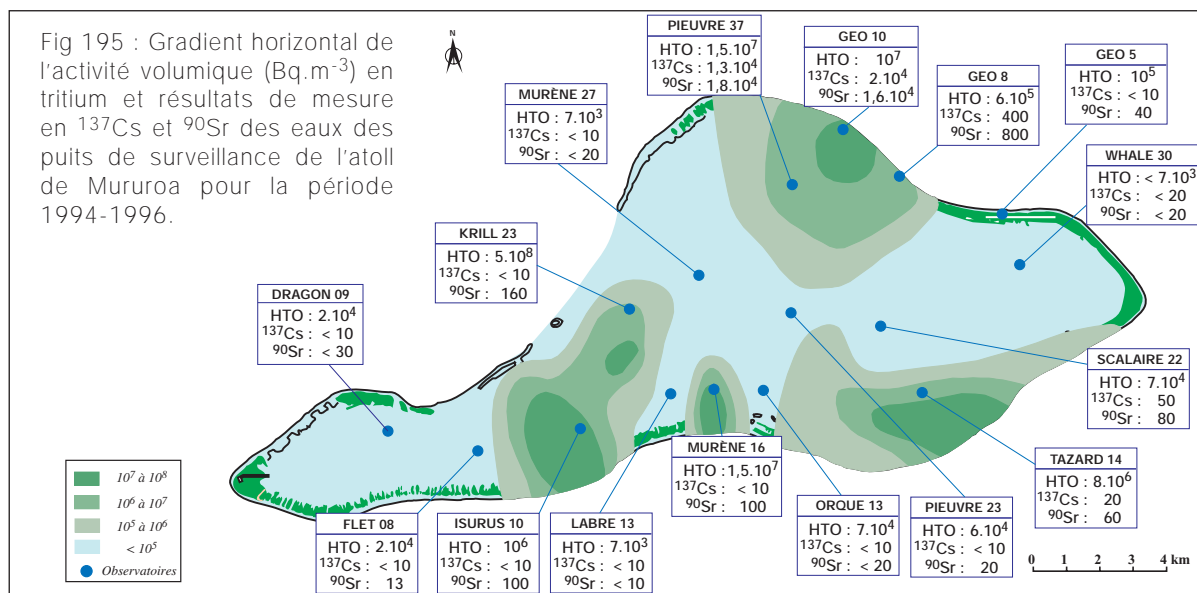 Fig 195 : Gradient horizontal de
l'activité volumique (Bq.m⁻³) en
tritium et résultats de mesure
en ¹³⁷Cs et ⁹⁰Sr des eaux des
puits de surveillance de l'atoll
de Mururoa pour la période
1994-1996.
N
PIEUVRE 37
HTO : 1,5.10⁷
¹³⁷Cs : 1,3.10⁴
⁹⁰Sr : 1,8.10⁴
GEO 10
HTO : 10⁷
¹³⁷Cs : 2.10⁴
⁹⁰Sr : 1,6.10⁴
GEO 8
HTO : 6.10⁵
¹³⁷Cs : 400
⁹⁰Sr : 800
GEO 5
HTO : 10⁵
¹³⁷Cs : < 10
⁹⁰Sr : 40
MURÈNE 27
HTO : 7.10³
¹³⁷Cs : < 10
⁹⁰Sr : < 20
WHALE 30
HTO : < 7.10³
¹³⁷Cs : < 20
⁹⁰Sr : < 20
KRILL 23
HTO : 5.10⁸
¹³⁷Cs : < 10
⁹⁰Sr : 160
DRAGON 09
HTO : 2.10⁴
¹³⁷Cs : < 10
⁹⁰Sr : < 30
SCALAIRE 22
HTO : 7.10⁴
¹³⁷Cs : 50
⁹⁰Sr : 80
TAZARD 14
HTO : 8.10⁶
¹³⁷Cs : 20
⁹⁰Sr : 60
MURÈNE 16
HTO : 1,5.10⁷
¹³⁷Cs : < 10
⁹⁰Sr : 100
FLET 08
HTO : 2.10⁴
¹³⁷Cs : < 10
⁹⁰Sr : 13
ISURUS 10
HTO : 10⁶
¹³⁷Cs : < 10
⁹⁰Sr : 100
LABRE 13
HTO : 7.10³
¹³⁷Cs : < 10
⁹⁰Sr : < 10
ORQUE 13
HTO : 7.10⁴
¹³⁷Cs : < 10
⁹⁰Sr : < 20
PIEUVRE 23
HTO : 6.10⁴
¹³⁷Cs : < 10
⁹⁰Sr : 20
10⁷ à 10⁸
10⁶ à 10⁷
10⁵ à 10⁶
< 10⁵
Observatoires
0 1 2 3 4 km